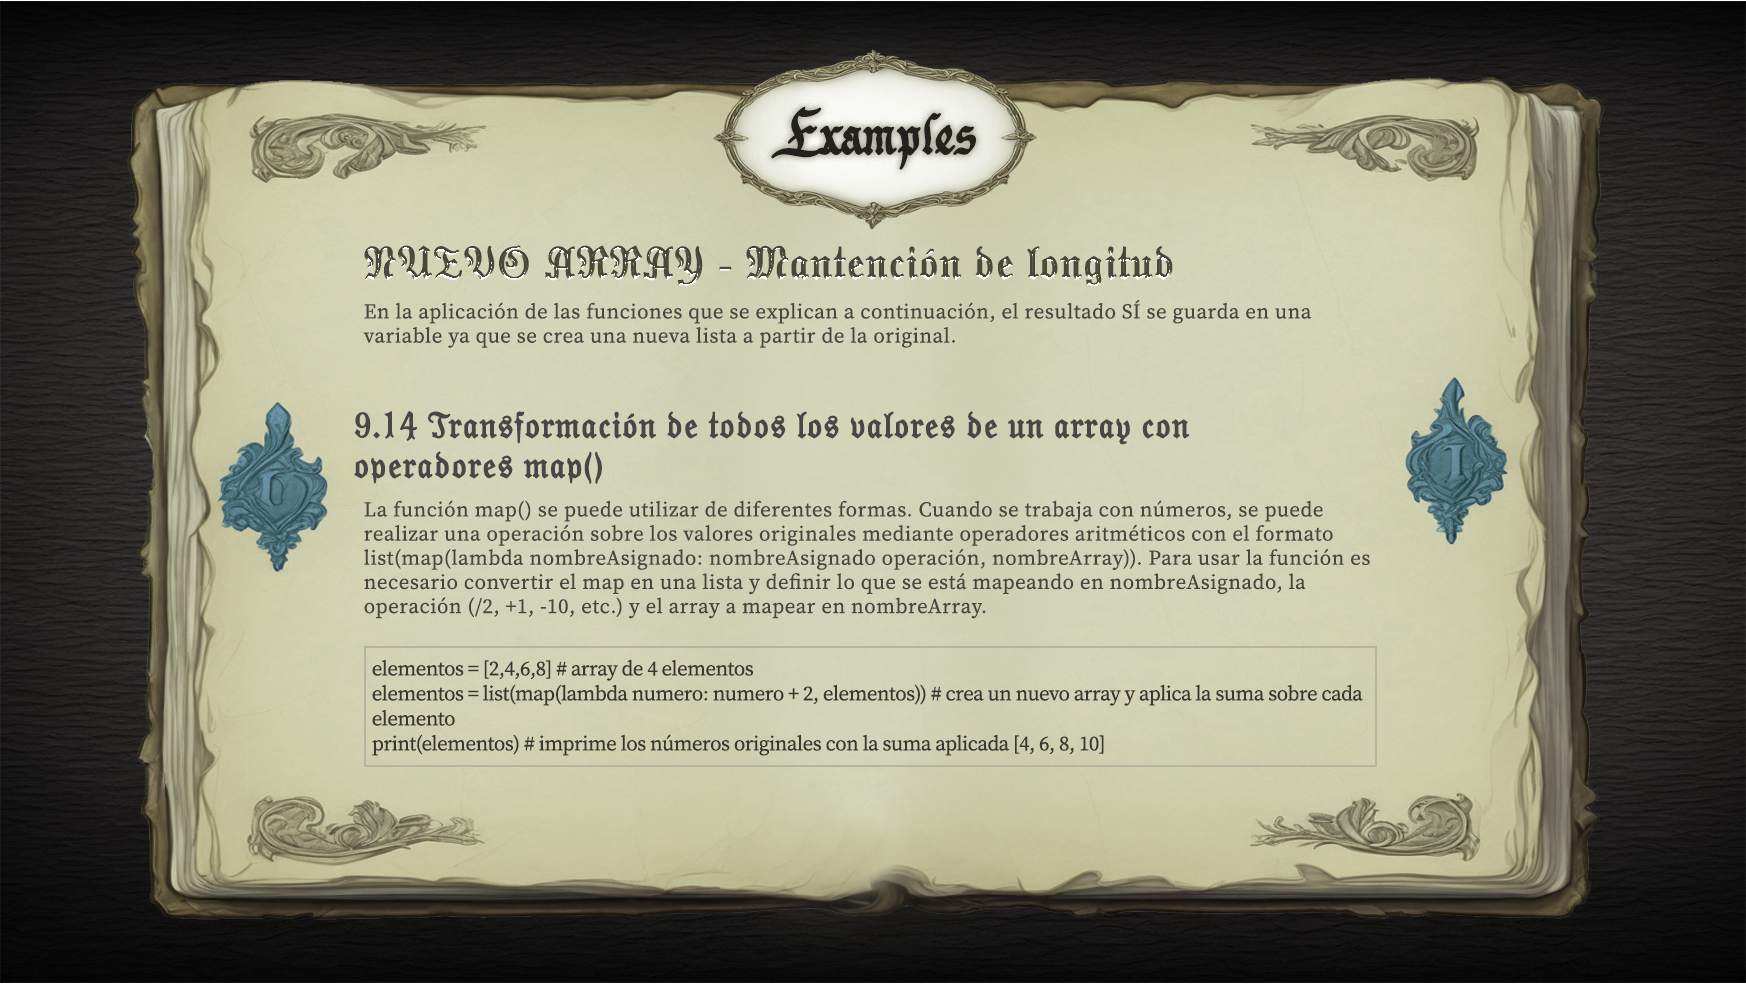 Examples
NUEVO ARRAY - Mantención de longitud
En la aplicación de las funciones que se explican a continuación, el resultado SÍ se guarda en una
variable ya que se crea una nueva lista a partir de la original.
9.14 Transformación de todos los valores de un array con
operadores map()
La función map() se puede utilizar de diferentes formas. Cuando se trabaja con números, se puede
realizar una operación sobre los valores originales mediante operadores aritméticos con el formato
list(map(lambda nombreAsignado: nombreAsignado operación, nombreArray)). Para usar la función es
necesario convertir el map en una lista y definir lo que se está mapeando en nombreAsignado, la
operación (/2, +1, -10, etc.) y el array a mapear en nombreArray.
elementos = [2,4,6,8] # array de 4 elementos
elementos = list(map(lambda numero: numero + 2, elementos)) # crea un nuevo array y aplica la suma sobre cada
elemento
print(elementos) # imprime los números originales con la suma aplicada [4, 6, 8, 10]